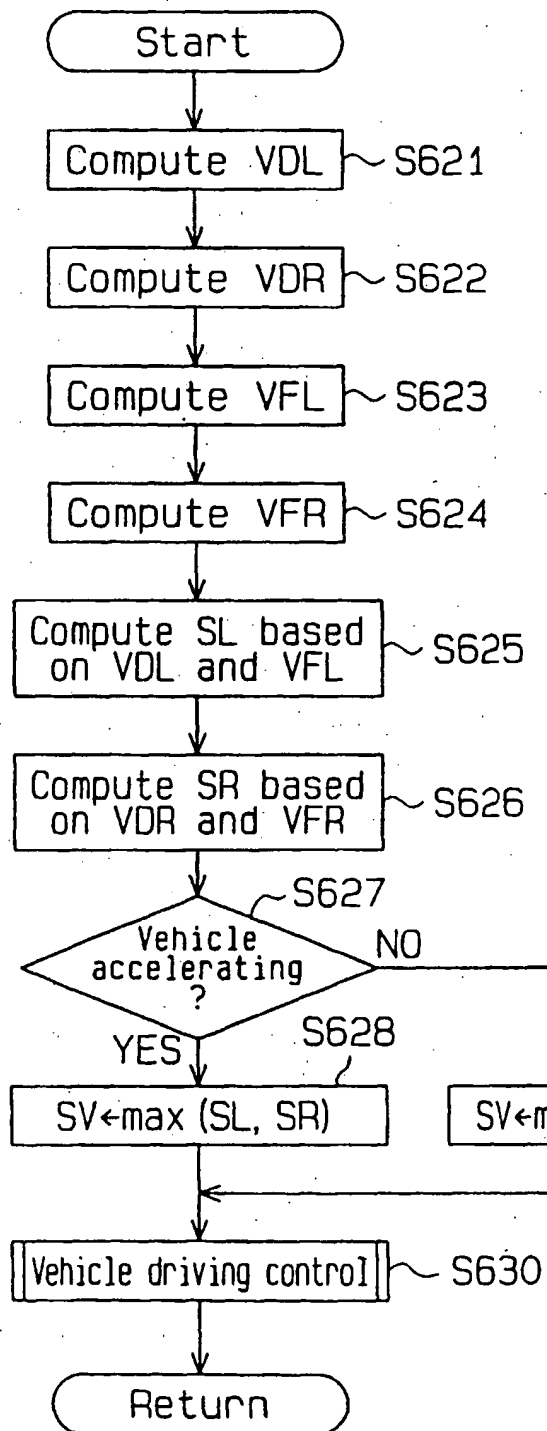 Start
Compute VDL
S621
Compute VDR
S622
Compute VFL
S623
Compute VFR
S624
Compute SL based
on VDL and VFL
S625
Compute SR based
on VDR and VFR
S626
S627
Vehicle
accelerating
?
NO
YES
S628
SV←max (SL, SR)
SV←m
Vehicle driving control
S630
Return